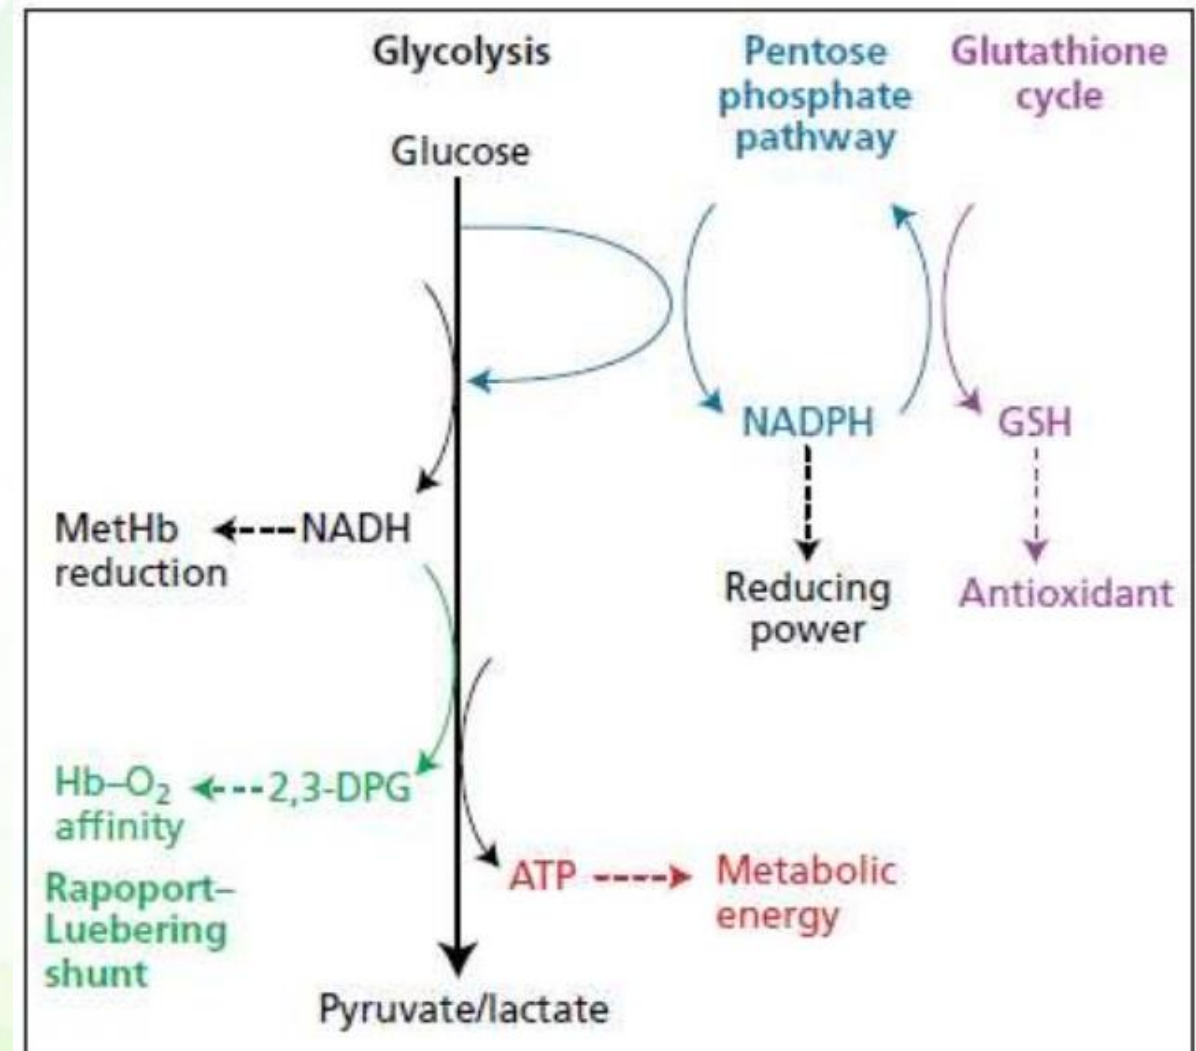 Glycolysis
Pentose
phosphate
pathway
Glutathione
cycle
Glucose
NADPH
GSH
MetHb
reduction
NADH
Reducing
power
Antioxidant
Hb–O₂
affinity
2,3-DPG
Rapoport–
Luebering
shunt
ATP
Metabolic
energy
Pyruvate/lactate